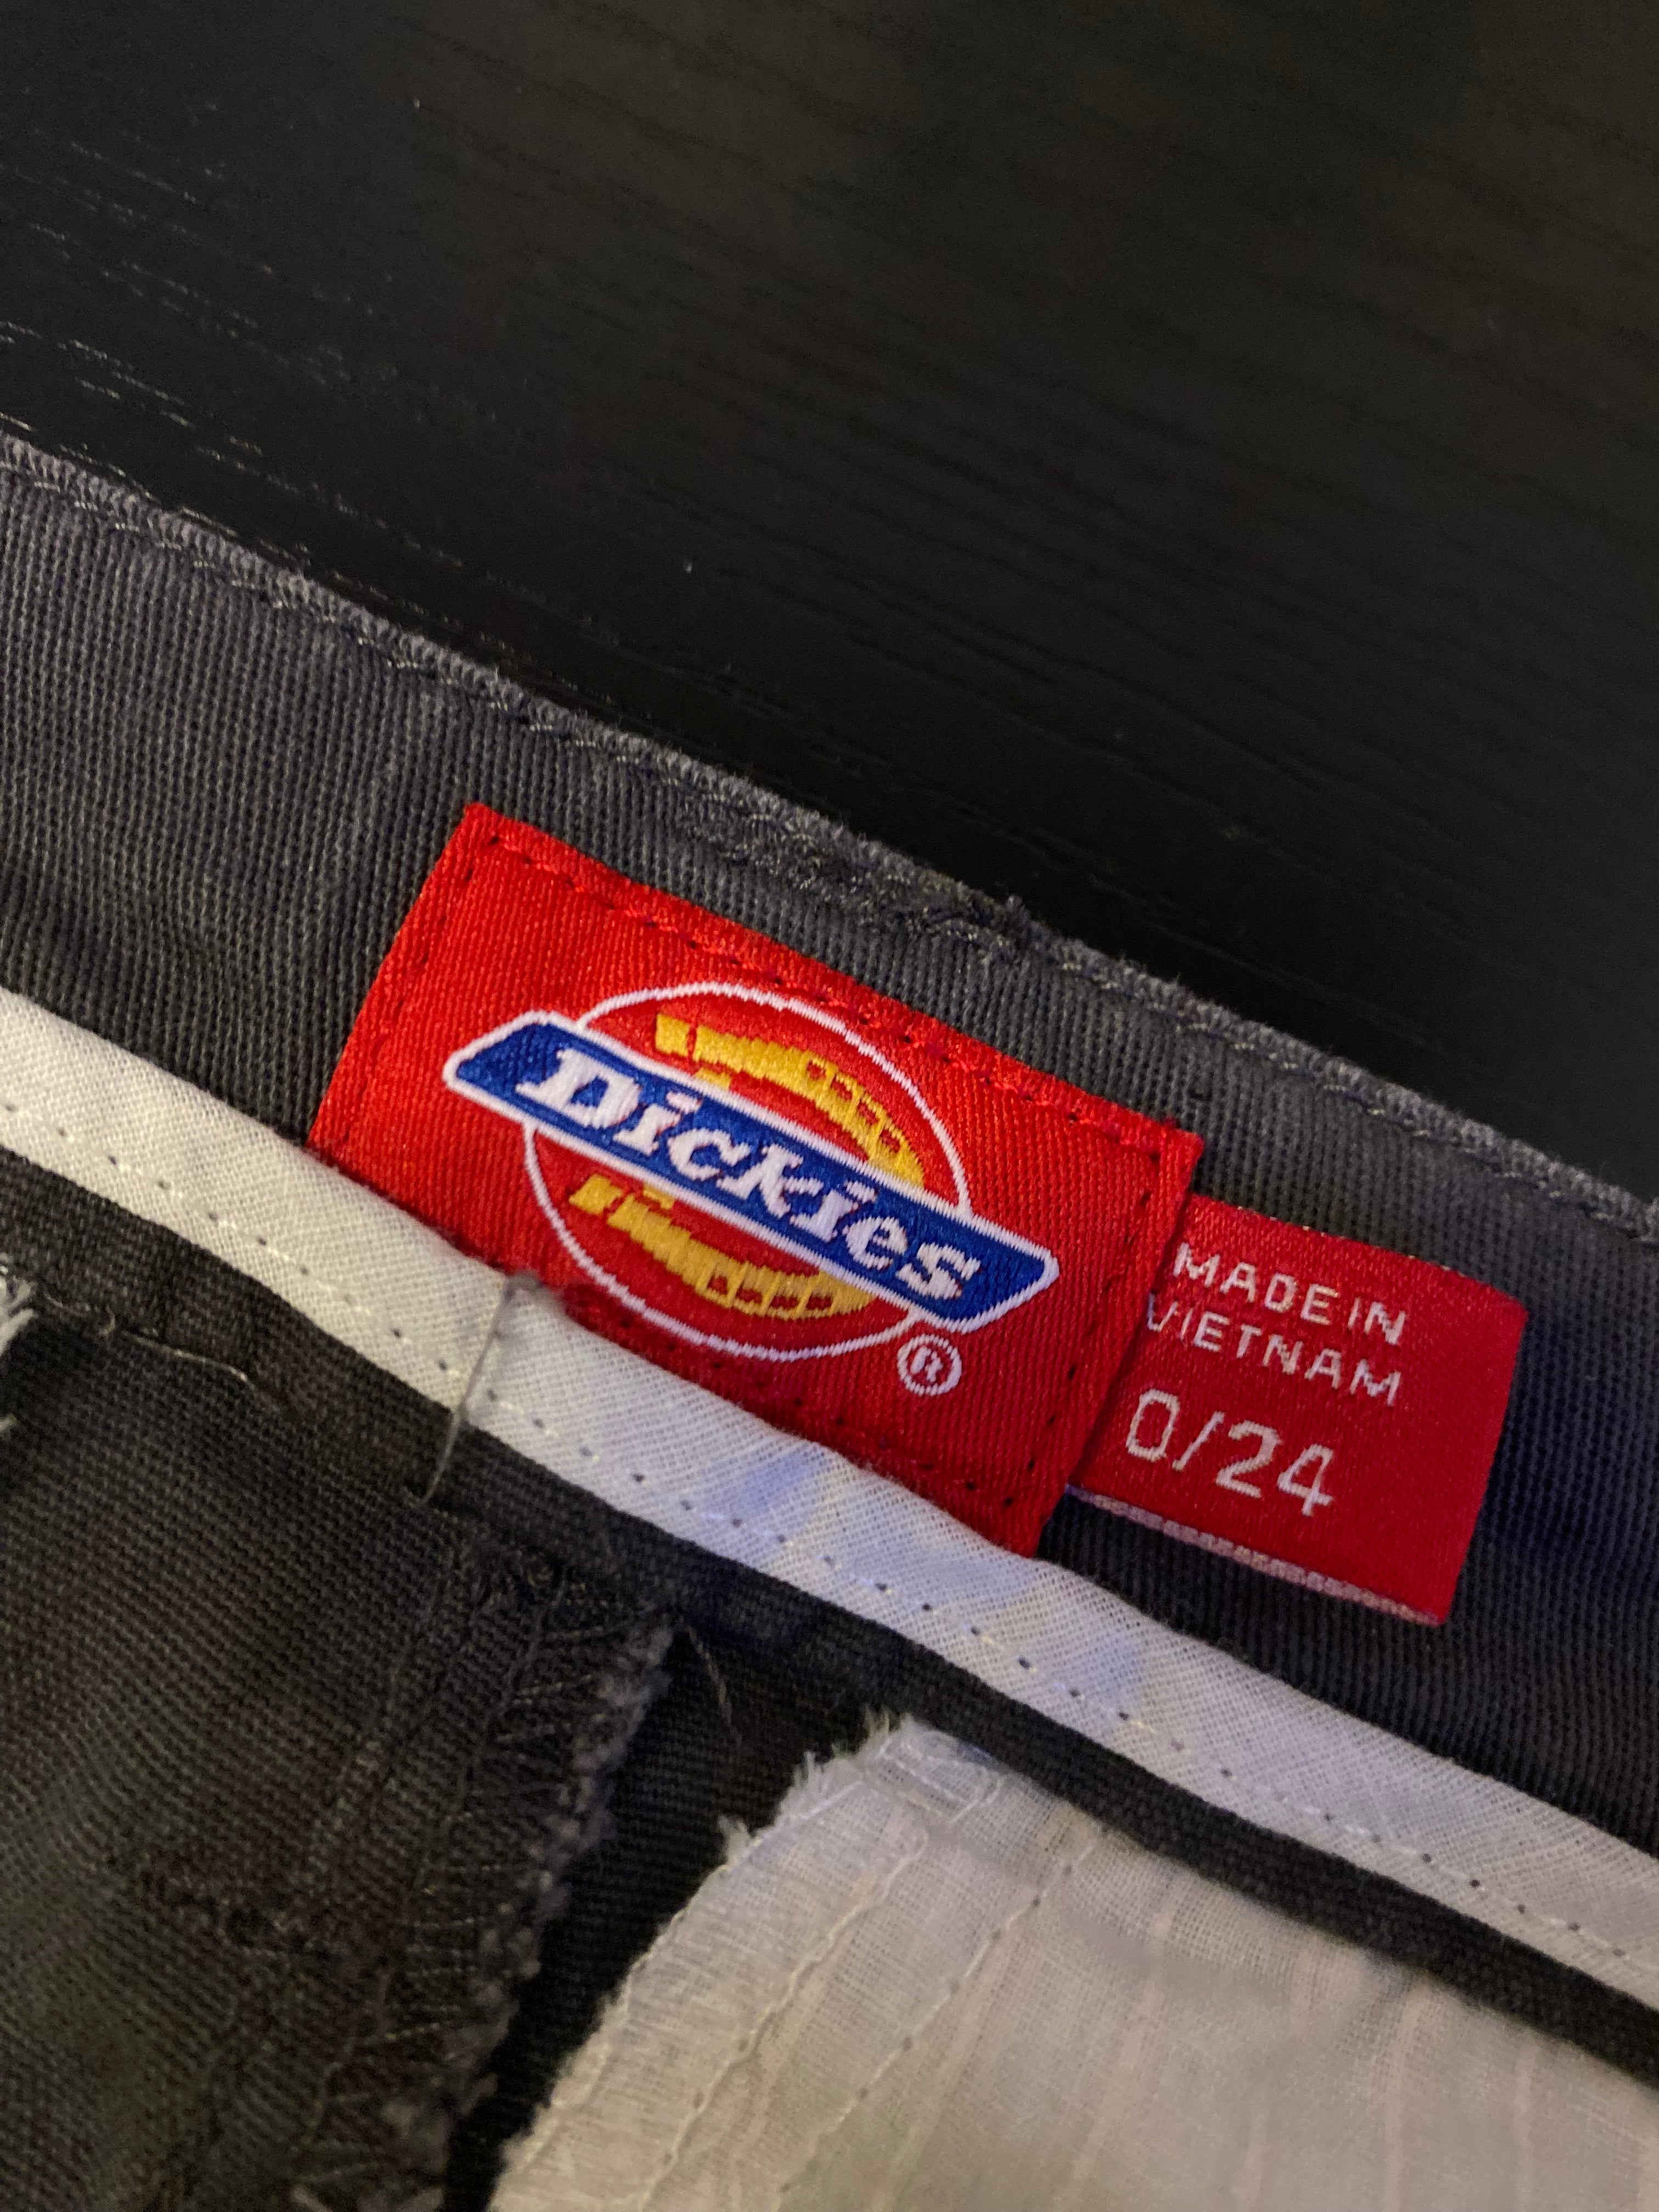 Dickies
®
MADE IN
VIETNAM
0/24